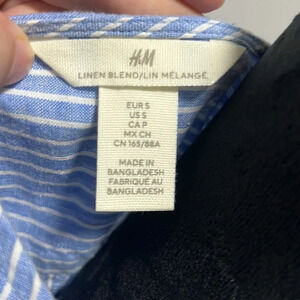 H&M
LINEN BLEND/LIN MÉLANGÉ
EUR S
US S
CA P
MX CH
CN 165/88A
MADE IN
BANGLADESH
FABRIQUÉ AU
BANGLADESH